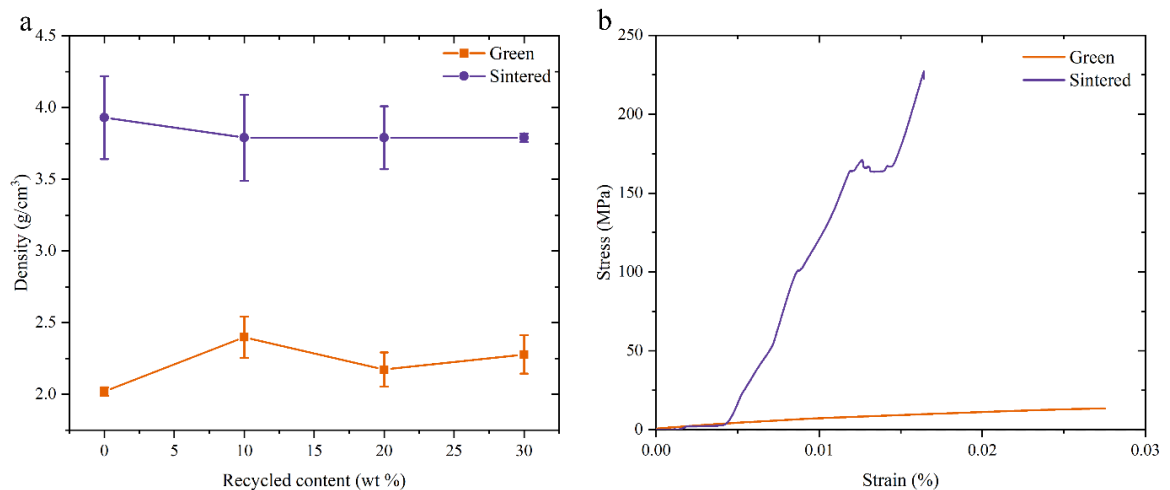 a
4.5
4.0
3.5
3.0
2.5
2.0
Density (g/cm³)
Green
Sintered
0 5 10 15 20 25 30
Recycled content (wt %)
b
250
200
150
100
50
0
Stress (MPa)
Green
Sintered
0.00 0.01 0.02 0.03
Strain (%)